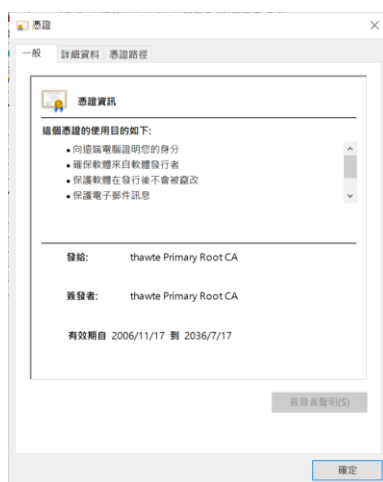 憑證
一般 詳細資料 憑證路徑
憑證資訊
這個憑證的使用目的如下:
• 向遠端電腦證明您的身分
• 確保軟體來自軟體發行者
• 保護軟體在發行後不會被竄改
• 保護電子郵件訊息
發給: thawte Primary Root CA
簽發者: thawte Primary Root CA
有效期自 2006/11/17 到 2036/7/17
簽發者聲明(S)
確定